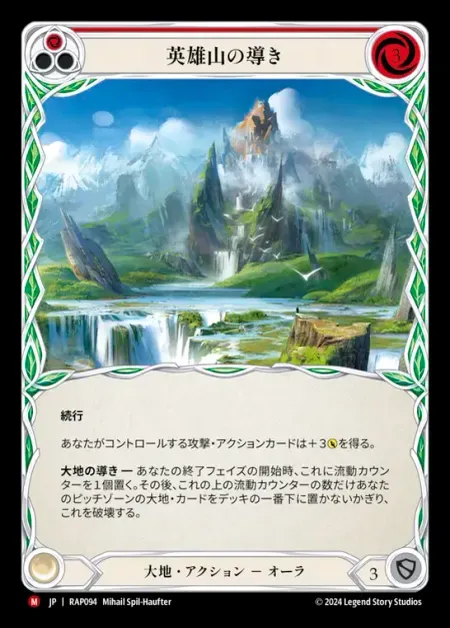 英雄山の導き
3
続行
あなたがコントロールする攻撃・アクションカードは+3を得る。
大地の導き ― あなたの終了フェイズの開始時、これに流動カウン
ターを1個置く。その後、これの上の流動カウンターの数だけあな
たのピッチゾーンの大地・カードをデッキの一番下に置かないかぎり、
これを破壊する。
大地・アクション ― オーラ
3
M JP | RAP094 Mihail Spil-Haufter
© 2024 Legend Story Studios